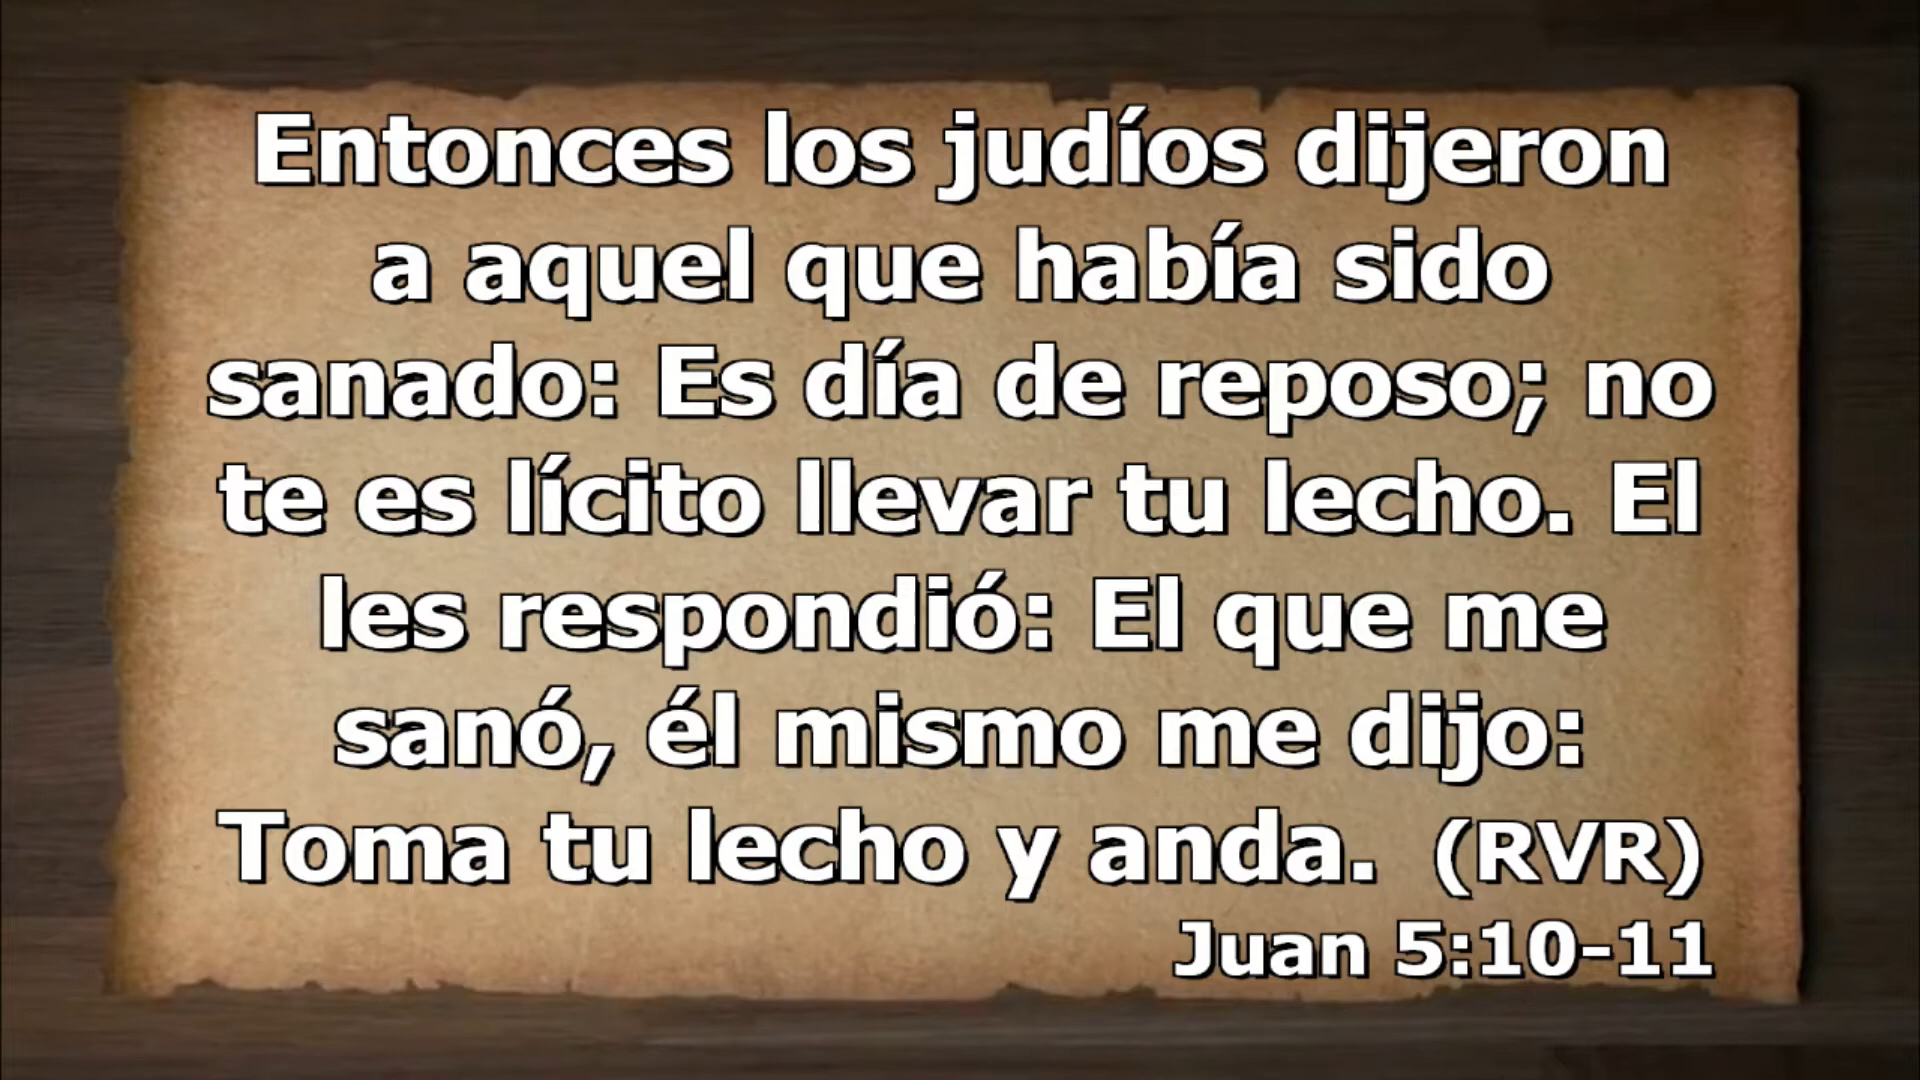 Entonces los judíos dijeron
a aquel que había sido
sanado: Es día de reposo; no
te es lícito llevar tu lecho. El
les respondió: El que me
sanó, él mismo me dijo:
Toma tu lecho y anda. (RVR)
Juan 5:10-11